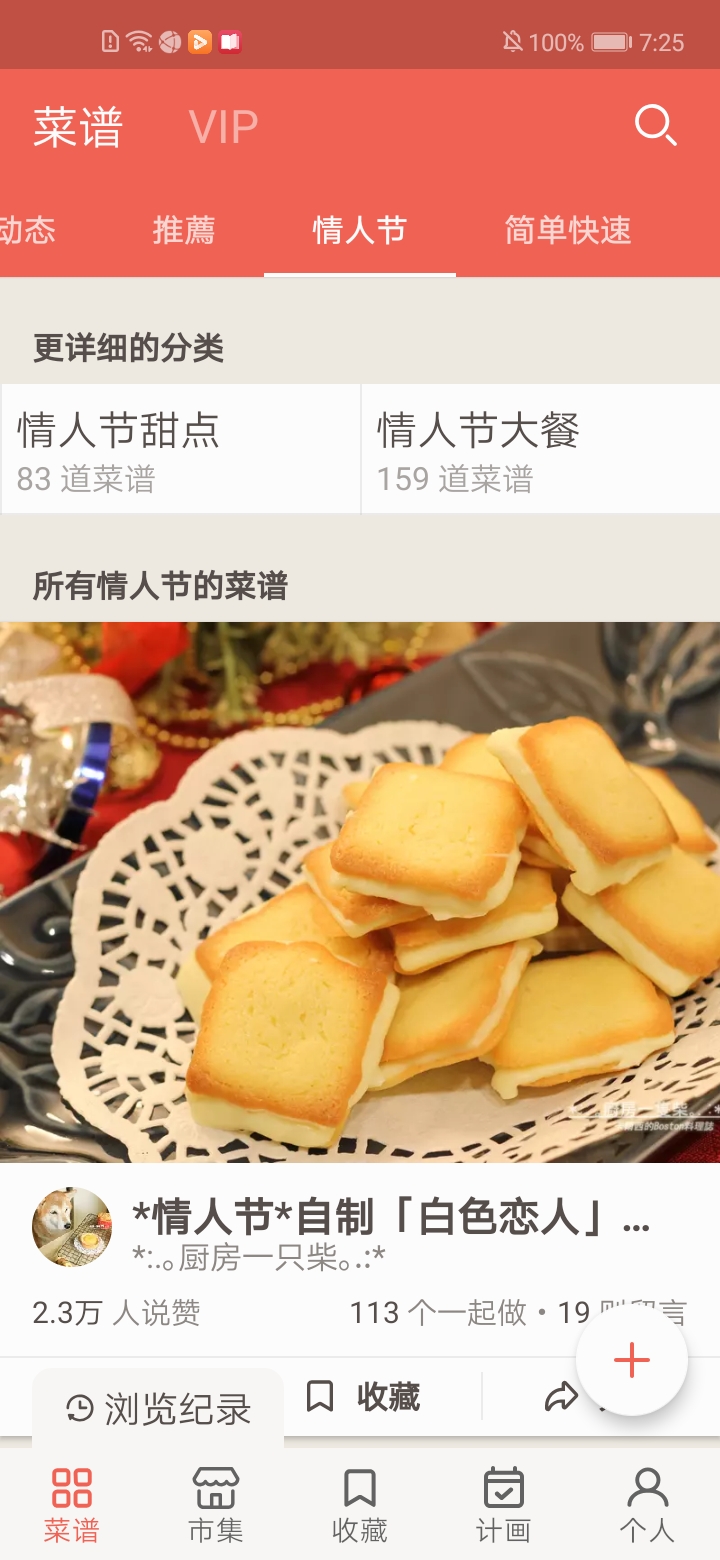 100% 7:25
菜谱 VIP
动态 推薦 情人节 简单快速
更详细的分类
情人节甜点 情人节大餐
83 道菜谱 159 道菜谱
所有情人节的菜谱
*情人节*自制「白色恋人」...
*:.｡厨房一只柴｡.:*
2.3万 人说赞 113 个一起做・19
浏览纪录 收藏
菜谱 市集 收藏 计画 个人